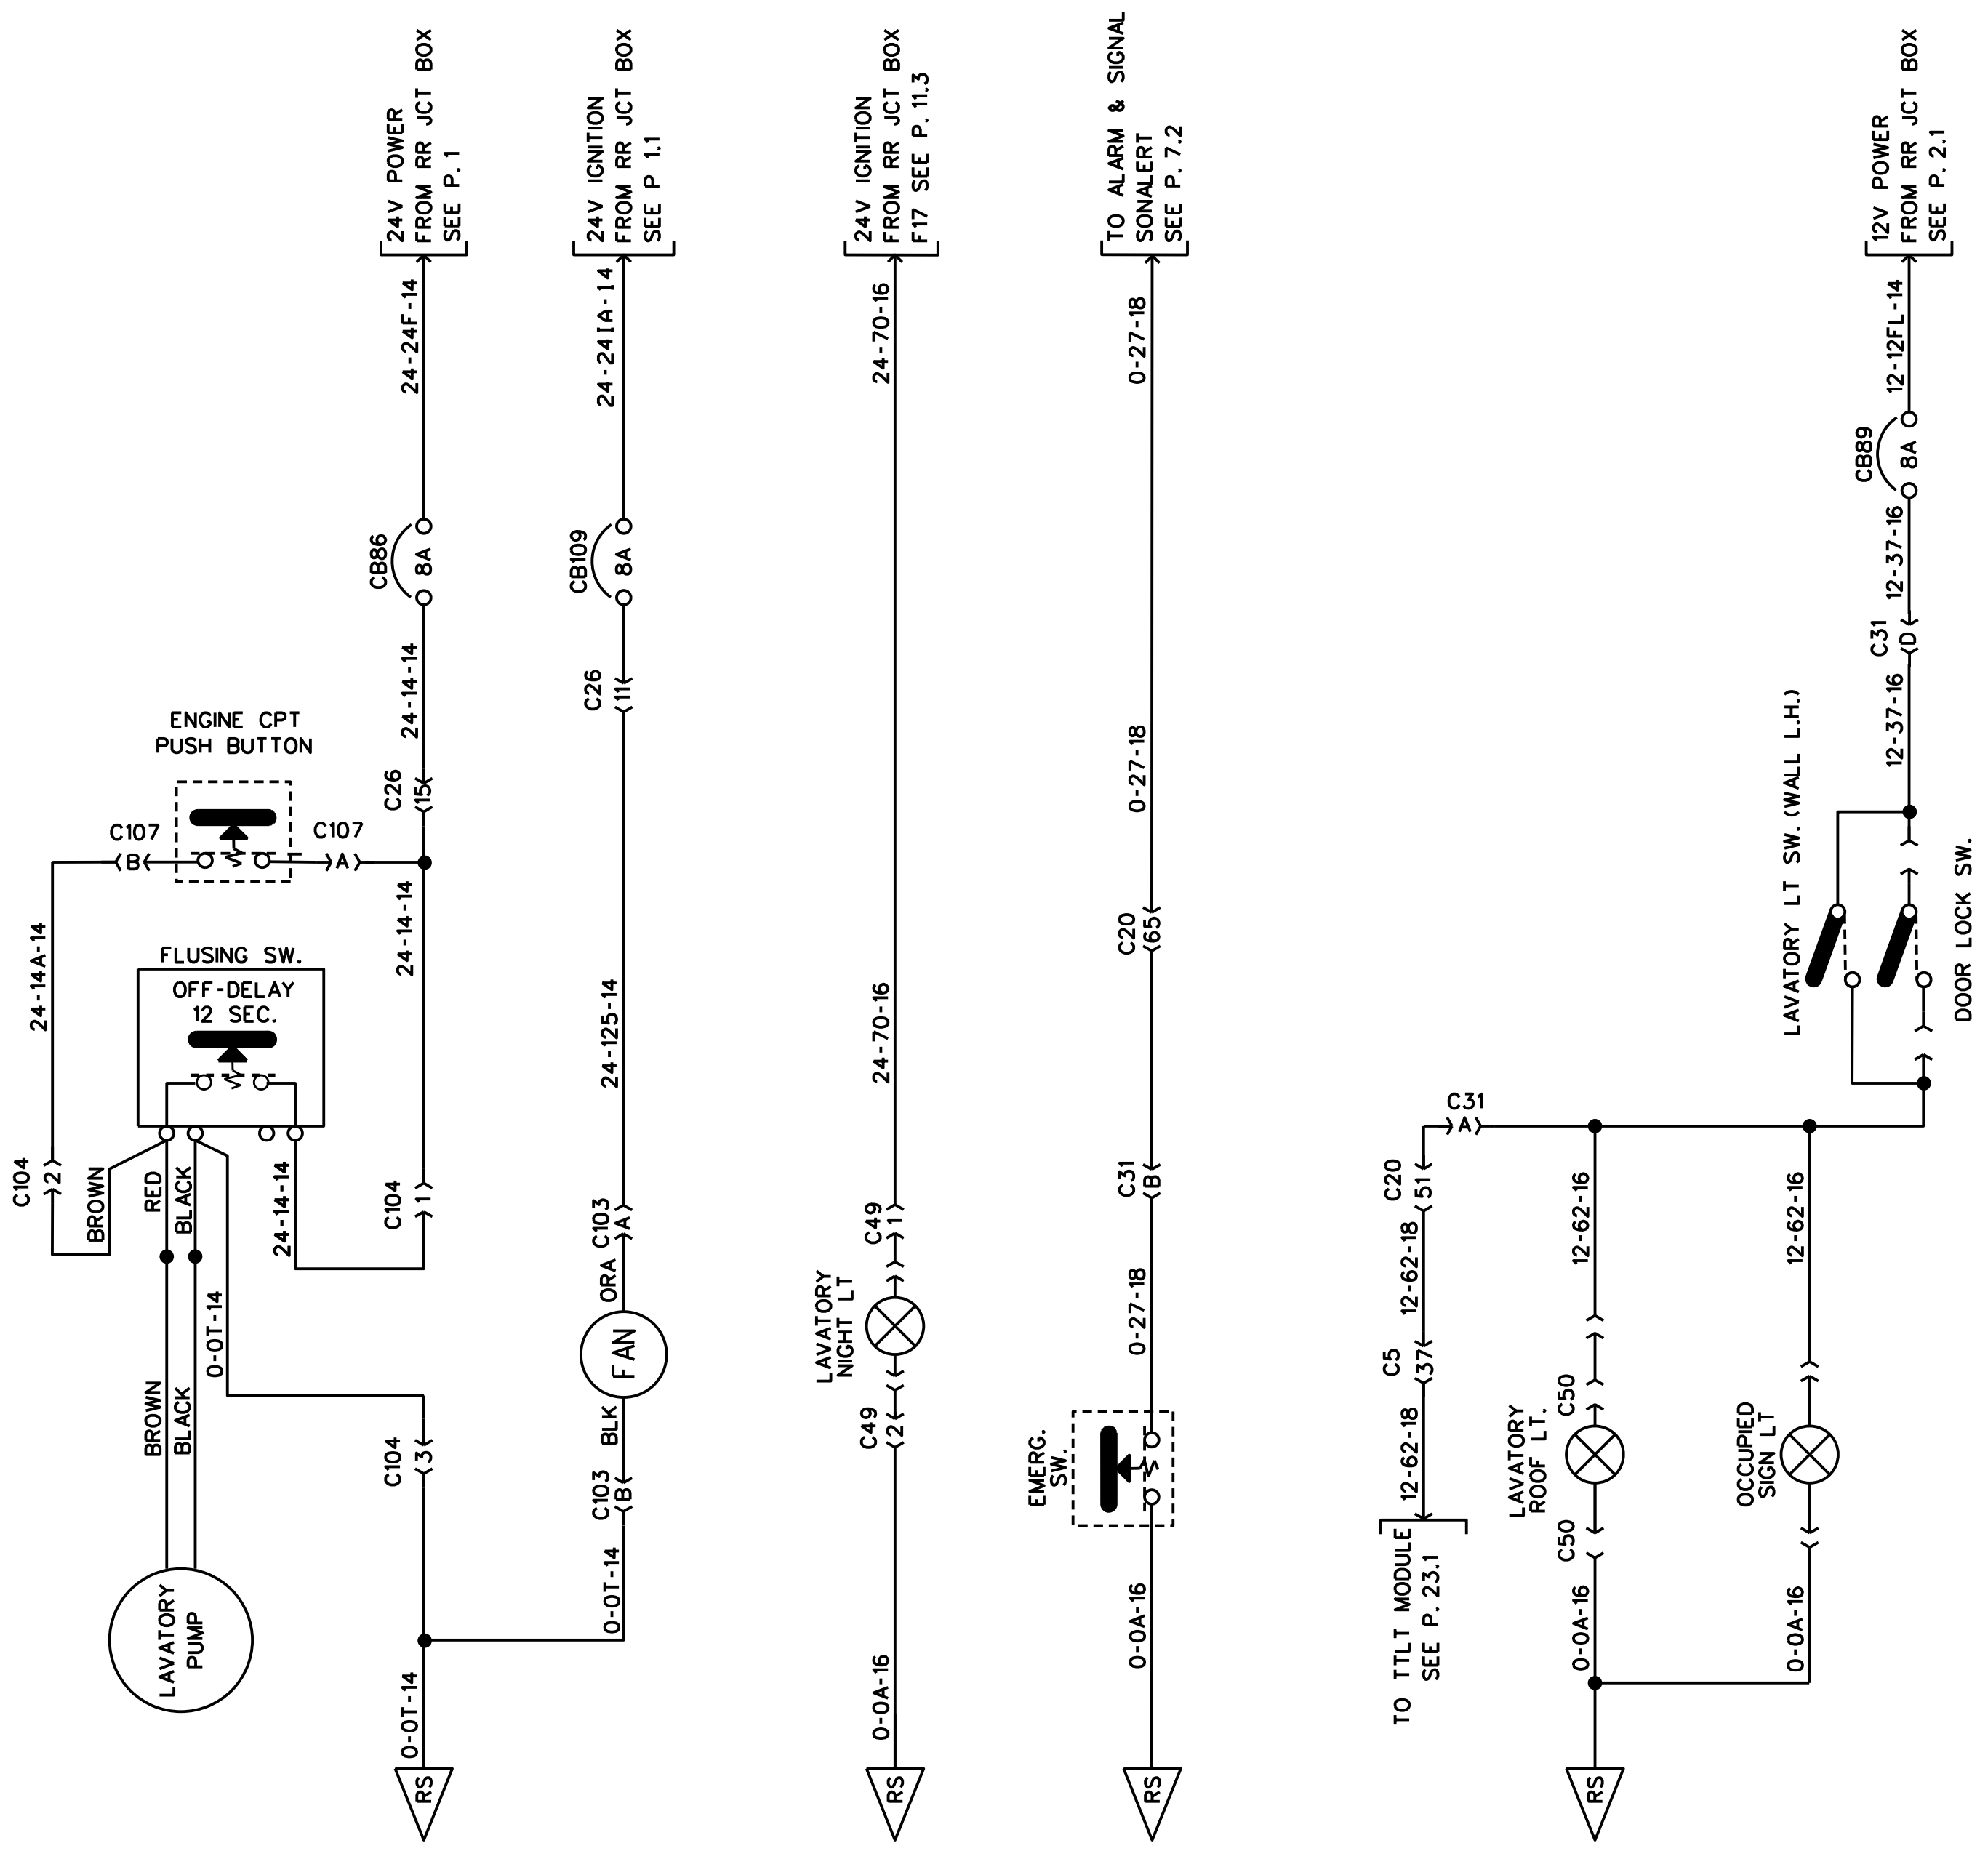 24V POWER
FROM RR JCT BOX
SEE P. 1
24-24F-14
CB86
8A
24-14-14
C26
15
ENGINE CPT
PUSH BUTTON
C107
B
C107
A
24-14A-14
24-14-14
FLUSING SW.
OFF-DELAY
12 SEC.
C104
2
BROWN
RED
BLACK
24-14-14
C104
1
0-0T-14
BROWN
BLACK
C104
3
LAVATORY
PUMP
0-0T-14
RS
24V IGNITION
FROM RR JCT BOX
SEE P 1.1
24-24IA-14
CB109
8A
C26
11
24-125-14
C103
A
ORA
FAN
BLK
C103
B
0-0T-14
24V IGNITION
FROM RR JCT BOX
F17 SEE P. 11.3
24-70-16
24-70-16
C49
1
LAVATORY
NIGHT LT
C49
2
0-0A-16
RS
TO ALARM & SIGNAL
SONALERT
SEE P. 7.2
0-27-18
0-27-18
C20
65
C31
B
0-27-18
EMERG.
SW.
0-0A-16
RS
12V POWER
FROM RR JCT BOX
SEE P. 2.1
12-12FL-14
CB89
8A
12-37-16
C31
D
12-37-16
LAVATORY LT SW.(WALL L.H.)
DOOR LOCK SW.
C31
A
C20
51
12-62-18
C5
37
12-62-18
TO TTLT MODULE
SEE P. 23.1
12-62-16
C50
LAVATORY
ROOF LT.
C50
0-0A-16
12-62-16
OCCUPIED
SIGN LT
0-0A-16
RS